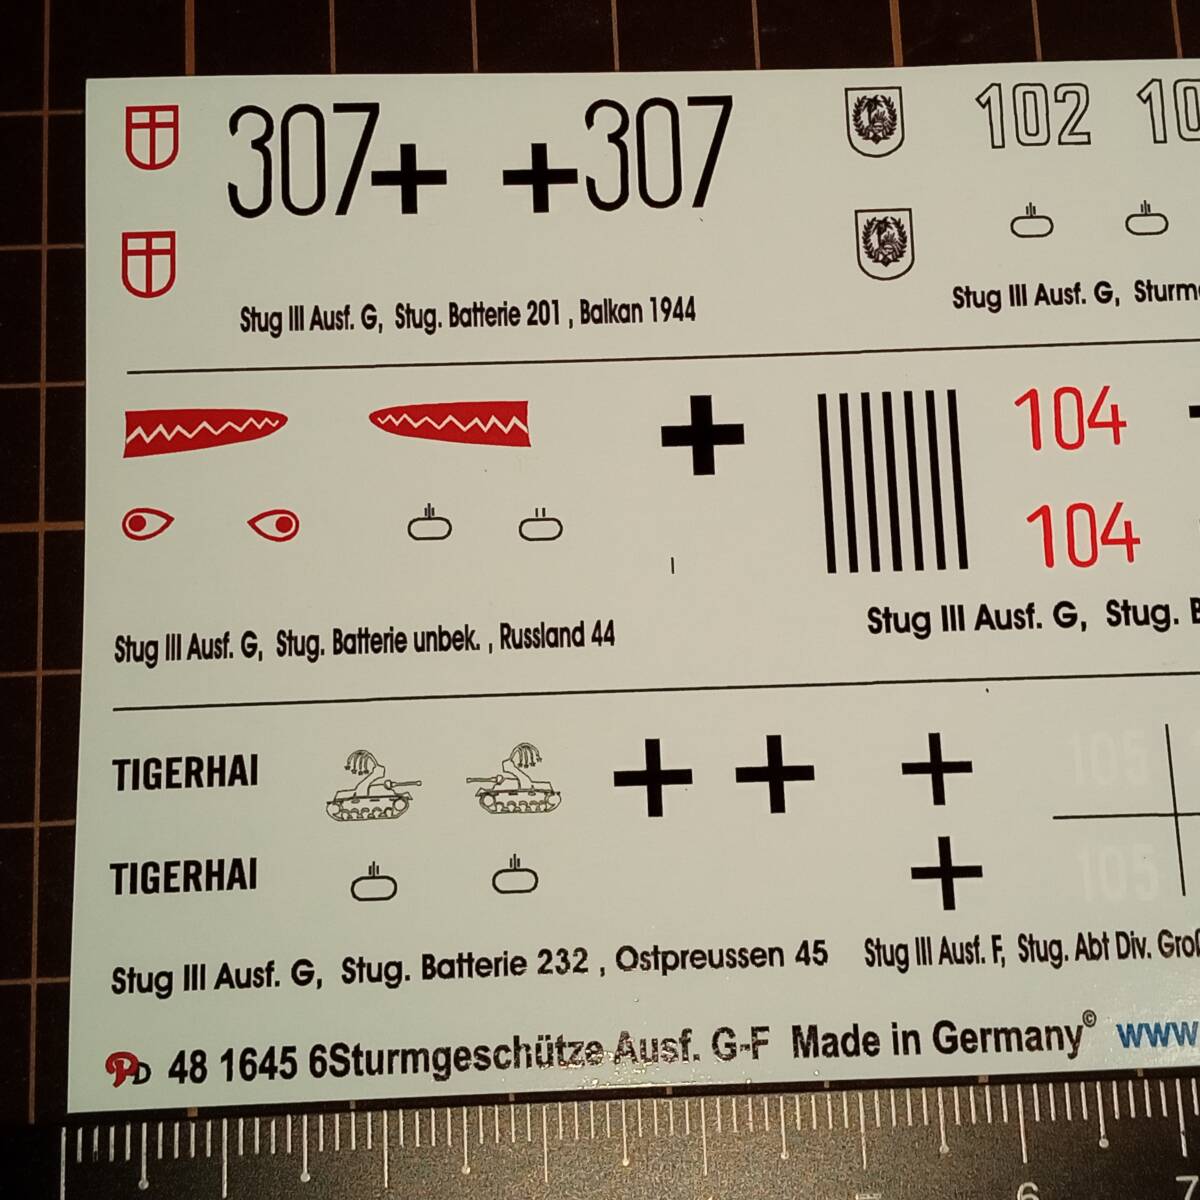 307 307
102 10
Stug III Ausf. G, Stug. Batterie 201 , Balkan 1944
Stug III Ausf. G, Sturm
104
104
Stug III Ausf. G, Stug. Batterie unbek. , Russland 44
Stug III Ausf. G, Stug. B
TIGERHAI
105
TIGERHAI
105
Stug III Ausf. G, Stug. Batterie 232 , Ostpreussen 45
Stug III Ausf. F, Stug. Abt Div. Groß
PD 48 1645 6Sturmgeschütze Ausf. G-F Made in Germany© www
6 7